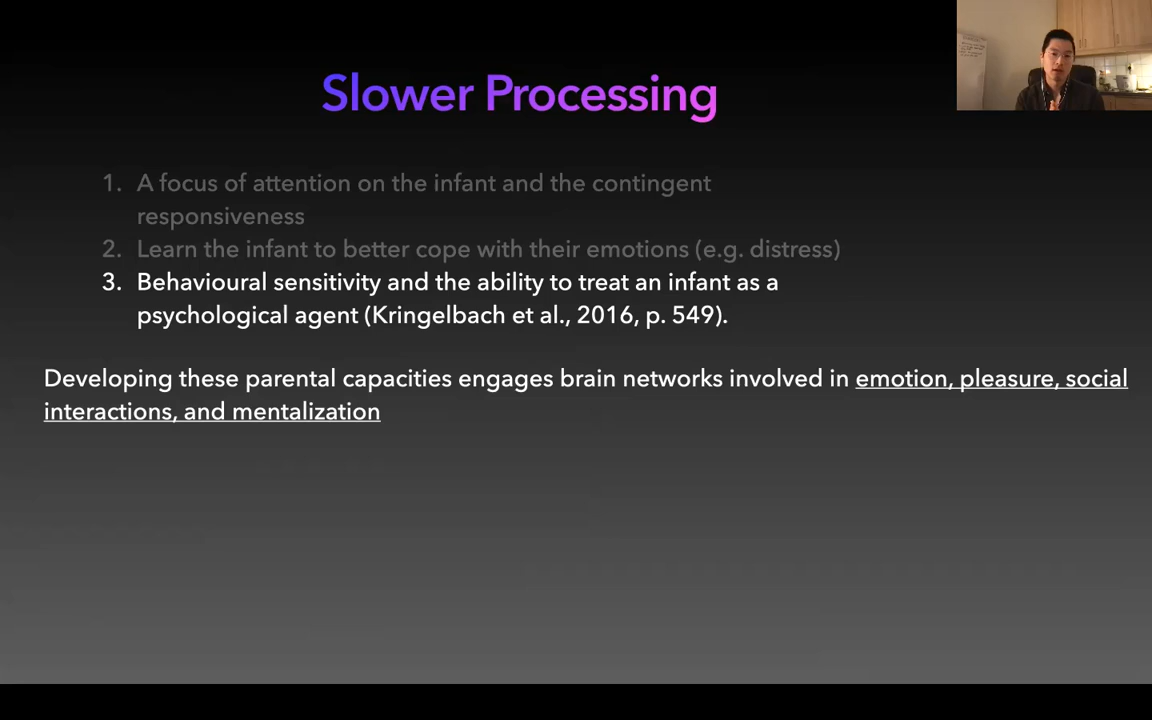 Slower Processing
1. A focus of attention on the infant and the contingent
responsiveness
2. Learn the infant to better cope with their emotions (e.g. distress)
3. Behavioural sensitivity and the ability to treat an infant as a
psychological agent (Kringelbach et al., 2016, p. 549).
Developing these parental capacities engages brain networks involved in emotion, pleasure, social
interactions, and mentalization